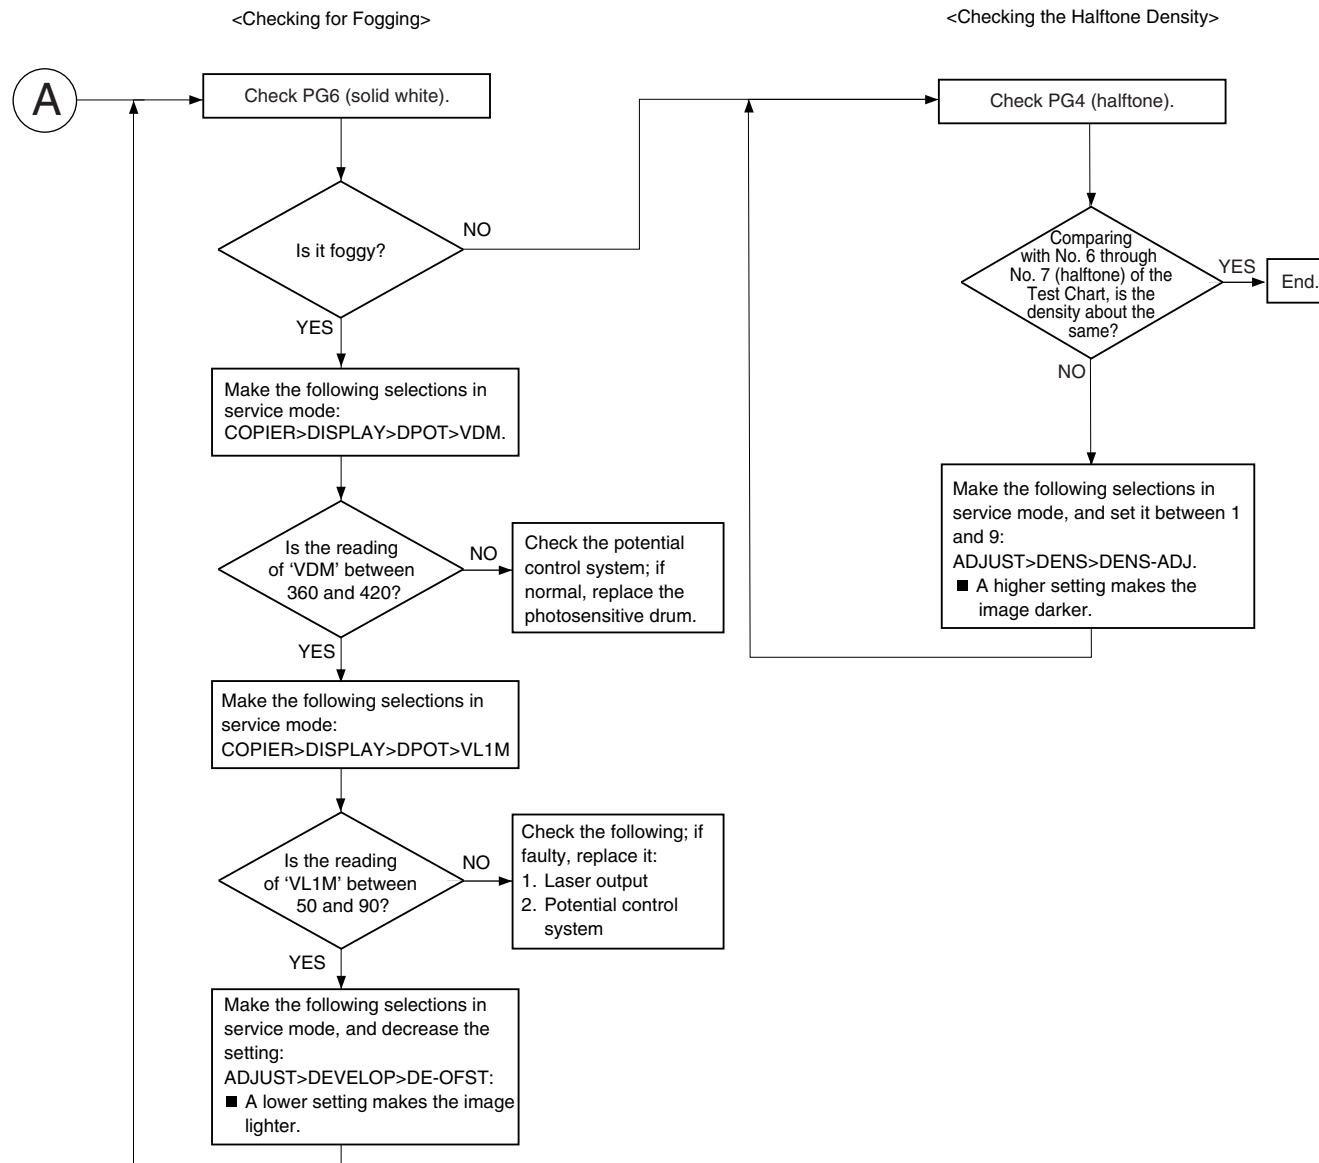 <Checking for Fogging>
A
Check PG6 (solid white).
Is it foggy?
NO
YES
Make the following selections in
service mode:
COPIER>DISPLAY>DPOT>VDM.
Is the reading
of ‘VDM’ between
360 and 420?
NO
Check the potential
control system; if
normal, replace the
photosensitive drum.
YES
Make the following selections in
service mode:
COPIER>DISPLAY>DPOT>VL1M
Is the reading
of ‘VL1M’ between
50 and 90?
NO
Check the following; if
faulty, replace it:
1. Laser output
2. Potential control
system
YES
Make the following selections in
service mode, and decrease the
setting:
ADJUST>DEVELOP>DE-OFST:
■ A lower setting makes the image
lighter.
<Checking the Halftone Density>
Check PG4 (halftone).
Comparing
with No. 6 through
No. 7 (halftone) of the
Test Chart, is the
density about the
same?
YES
End.
NO
Make the following selections in
service mode, and set it between 1
and 9:
ADJUST>DENS>DENS-ADJ.
■ A higher setting makes the
image darker.